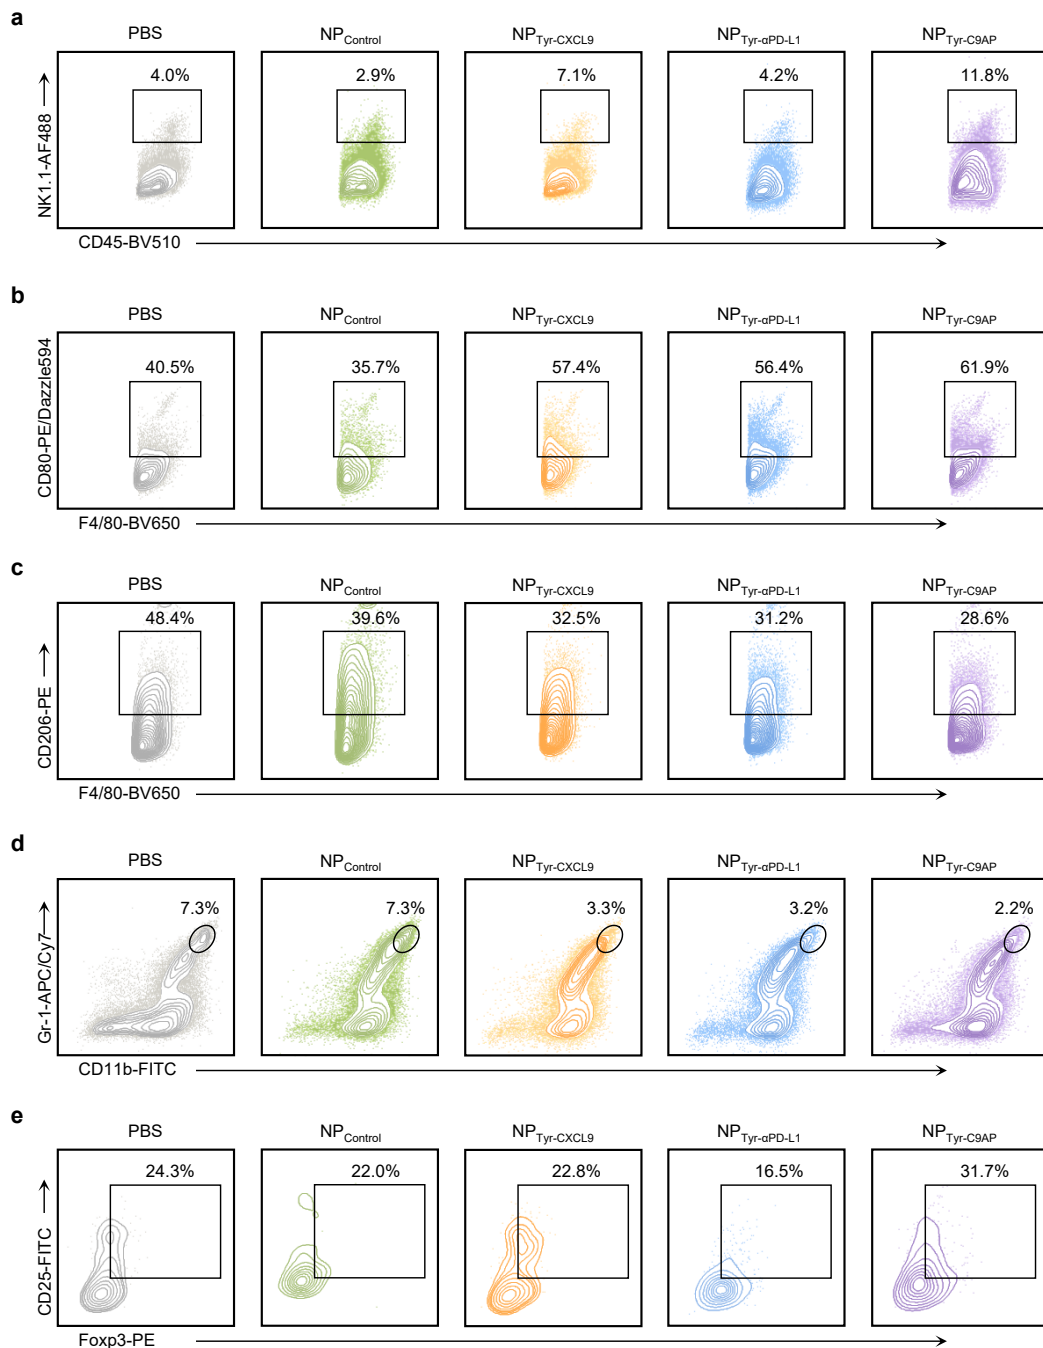 a
PBS NPControl NPTyr-CXCL9 NPTyr-αPD-L1 NPTyr-C9AP
4.0% 2.9% 7.1% 4.2% 11.8%
NK1.1-AF488
CD45-BV510
b
PBS NPControl NPTyr-CXCL9 NPTyr-αPD-L1 NPTyr-C9AP
40.5% 35.7% 57.4% 56.4% 61.9%
CD80-PE/Dazzle594
F4/80-BV650
c
PBS NPControl NPTyr-CXCL9 NPTyr-αPD-L1 NPTyr-C9AP
48.4% 39.6% 32.5% 31.2% 28.6%
CD206-PE
F4/80-BV650
d
PBS NPControl NPTyr-CXCL9 NPTyr-αPD-L1 NPTyr-C9AP
7.3% 7.3% 3.3% 3.2% 2.2%
Gr-1-APC/Cy7
CD11b-FITC
e
PBS NPControl NPTyr-CXCL9 NPTyr-αPD-L1 NPTyr-C9AP
24.3% 22.0% 22.8% 16.5% 31.7%
CD25-FITC
Foxp3-PE